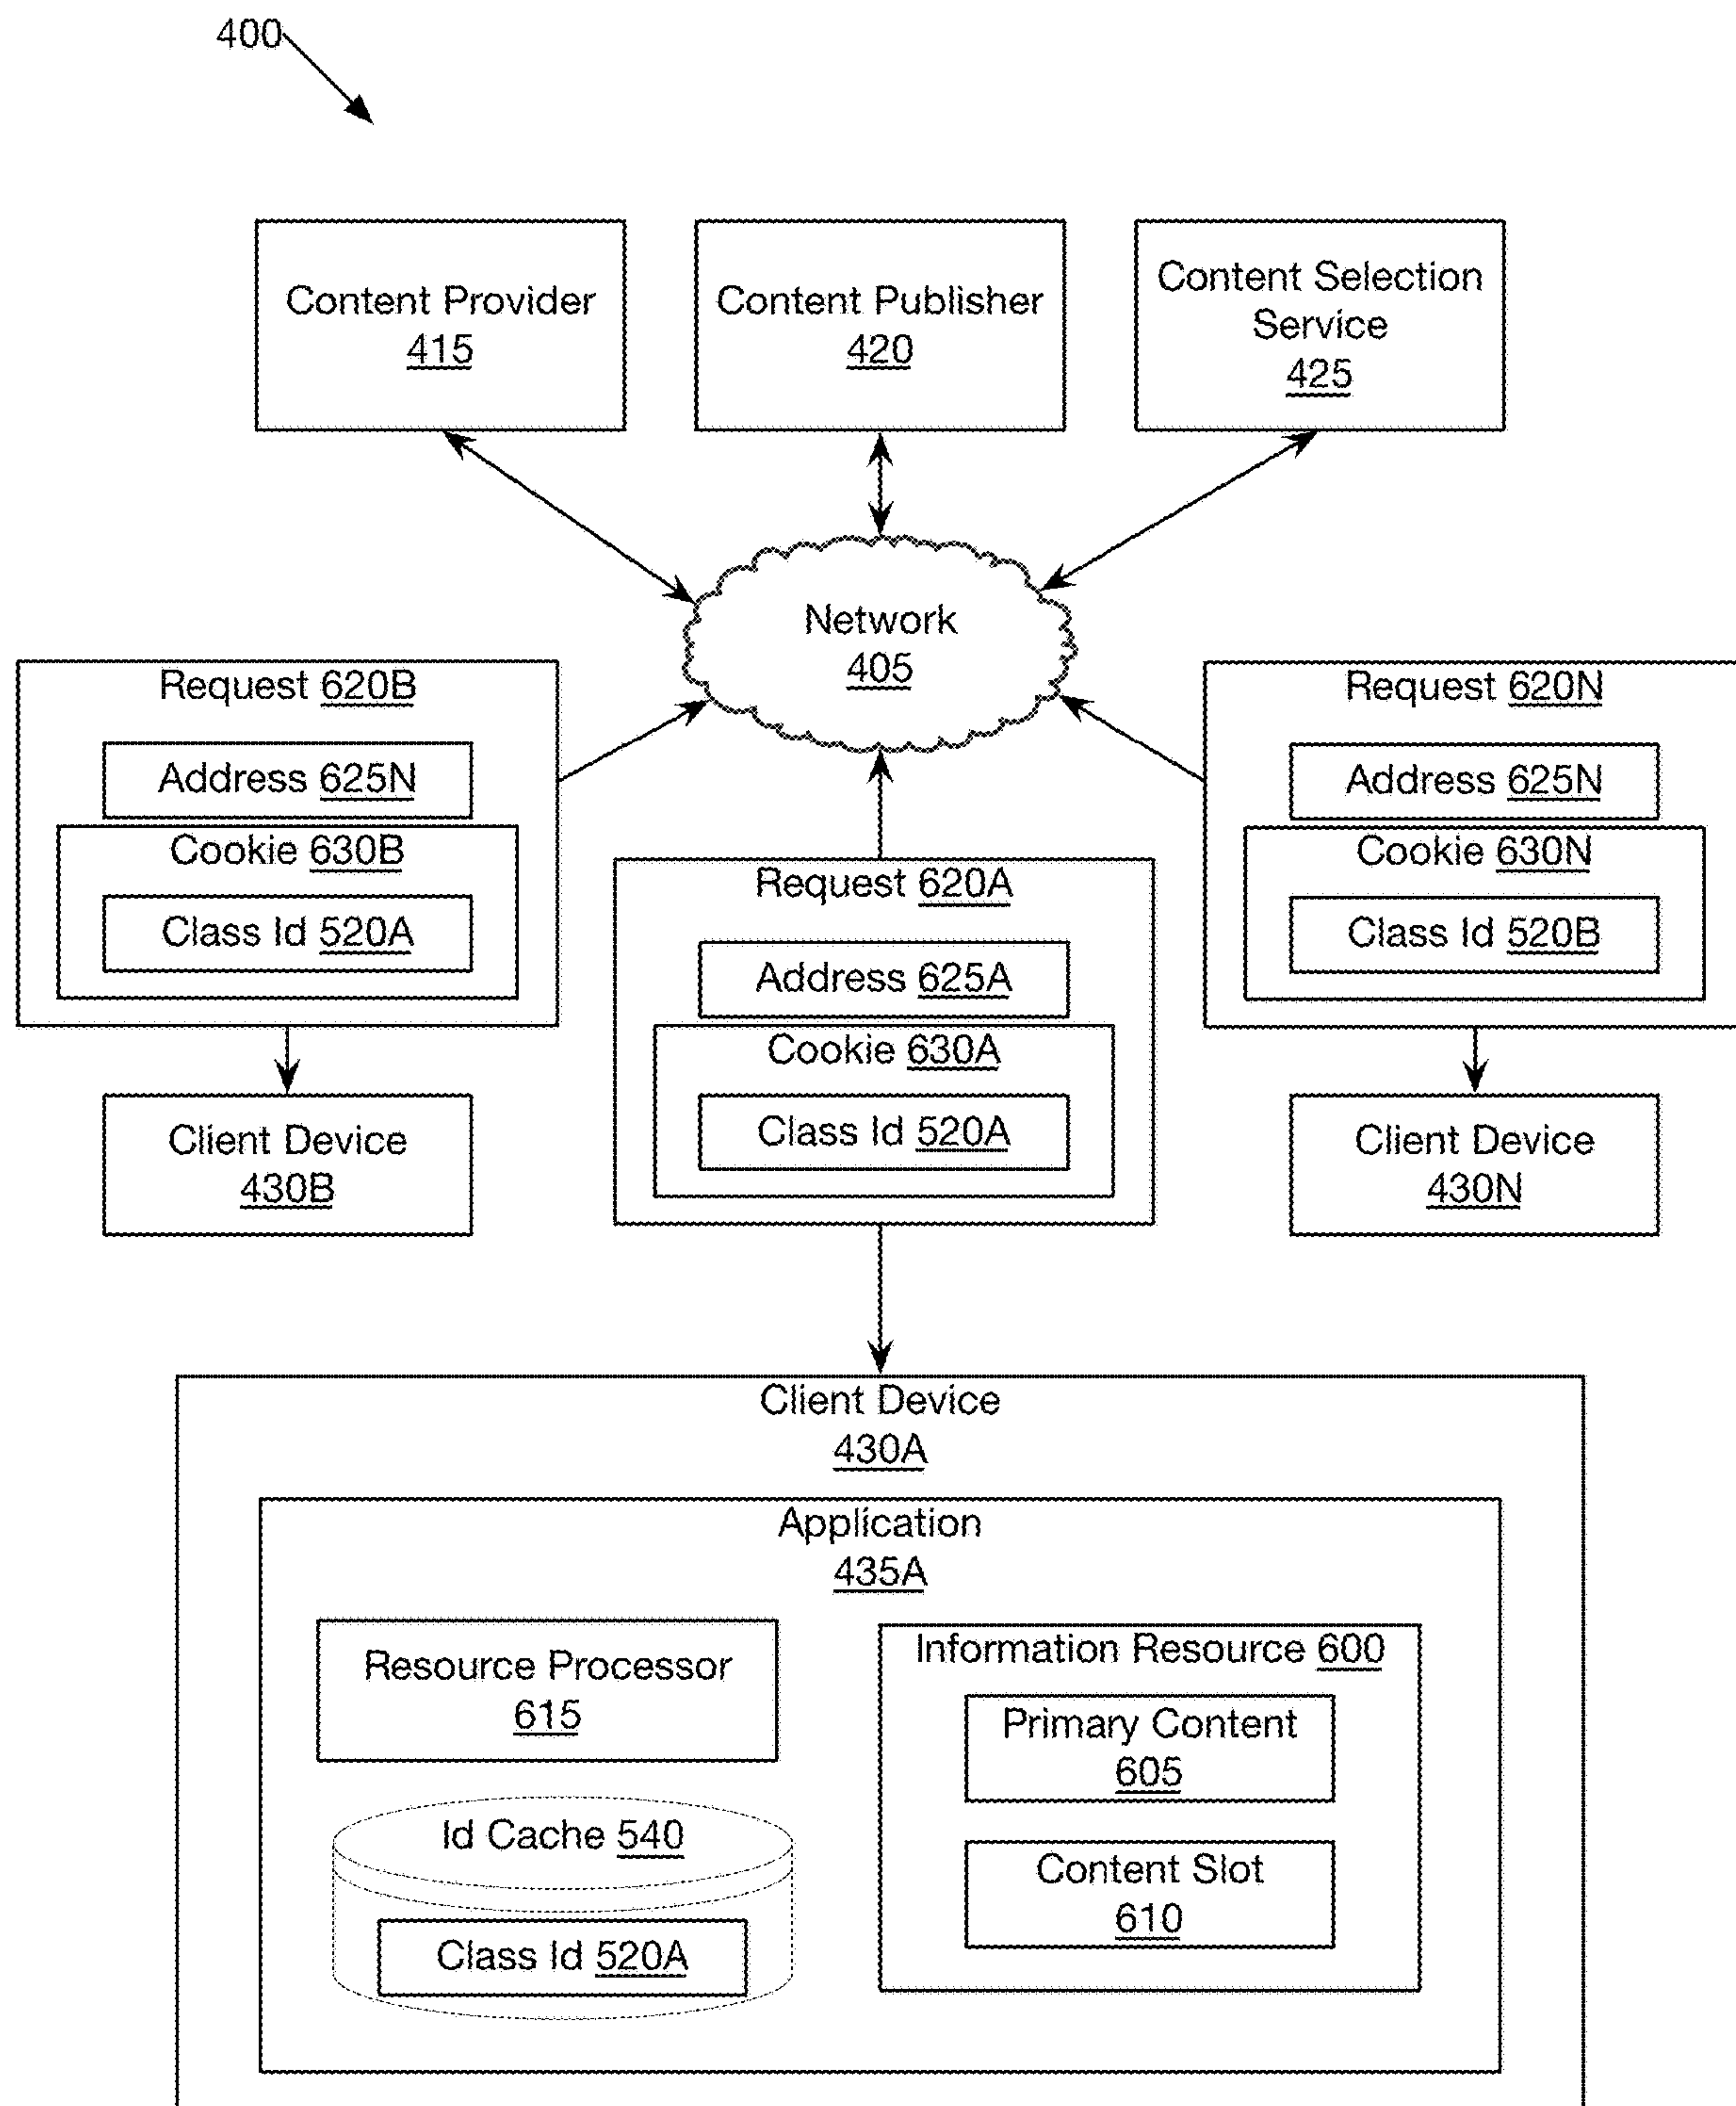 400
Content Provider
415
Content Publisher
420
Content Selection
Service
425
Network
405
Request 620B
Address 625N
Cookie 630B
Class Id 520A
Client Device
430B
Request 620A
Address 625A
Cookie 630A
Class Id 520A
Request 620N
Address 625N
Cookie 630N
Class Id 520B
Client Device
430N
Client Device
430A
Application
435A
Resource Processor
615
Id Cache 540
Class Id 520A
Information Resource 600
Primary Content
605
Content Slot
610